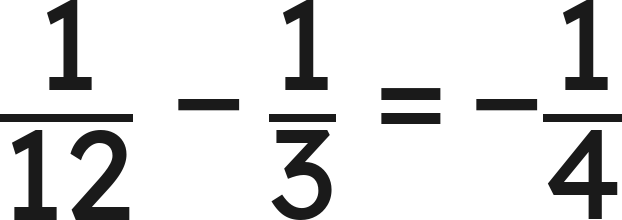 1/12 − 1/3 = −1/4